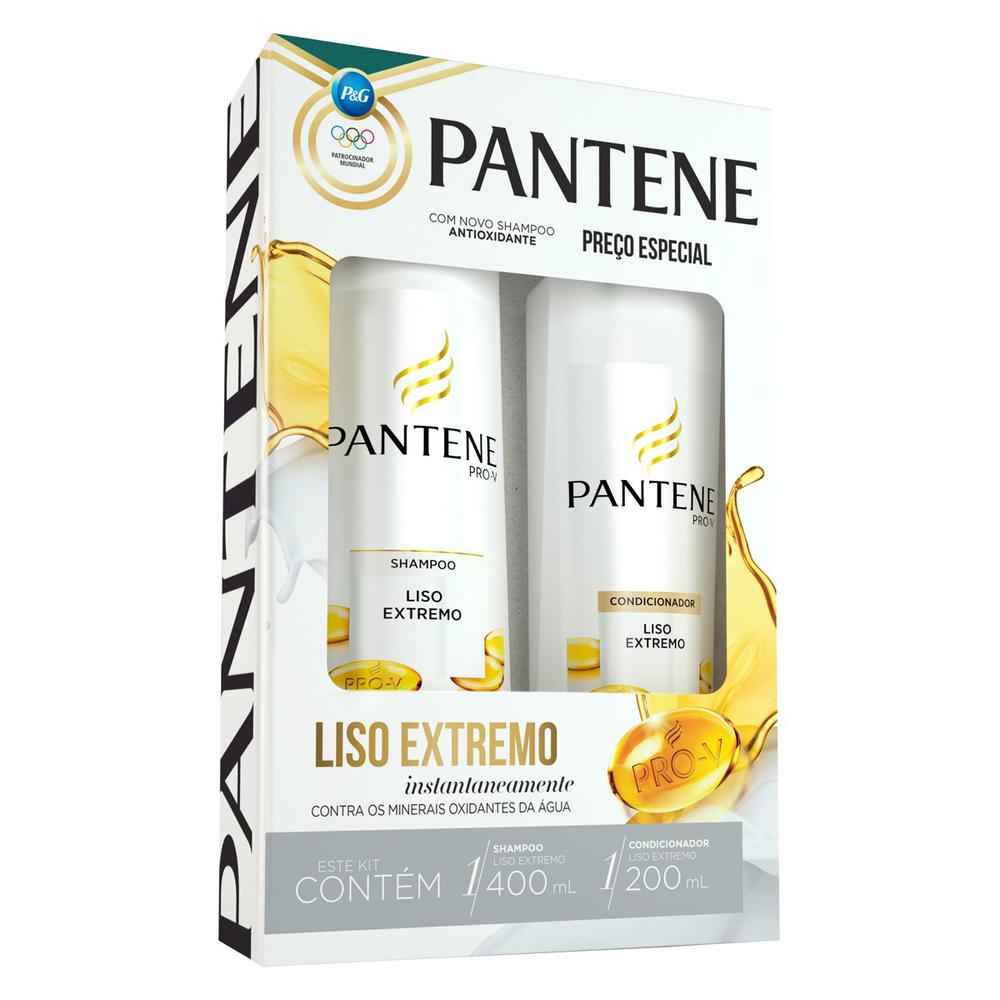 PANTENE
P&G
PATROCINADOR
MUNDIAL
PANTENE
COM NOVO SHAMPOO
ANTIOXIDANTE
PREÇO ESPECIAL
PANTENE
PRO-V
SHAMPOO
LISO
EXTREMO
PRO-V
PANTENE
PRO-V
CONDICIONADOR
LISO
EXTREMO
LISO EXTREMO
instantaneamente
CONTRA OS MINERAIS OXIDANTES DA ÁGUA
PRO-V
ESTE KIT
CONTÉM
1/ SHAMPOO
LISO EXTREMO
400 mL
1/ CONDICIONADOR
LISO EXTREMO
200 mL